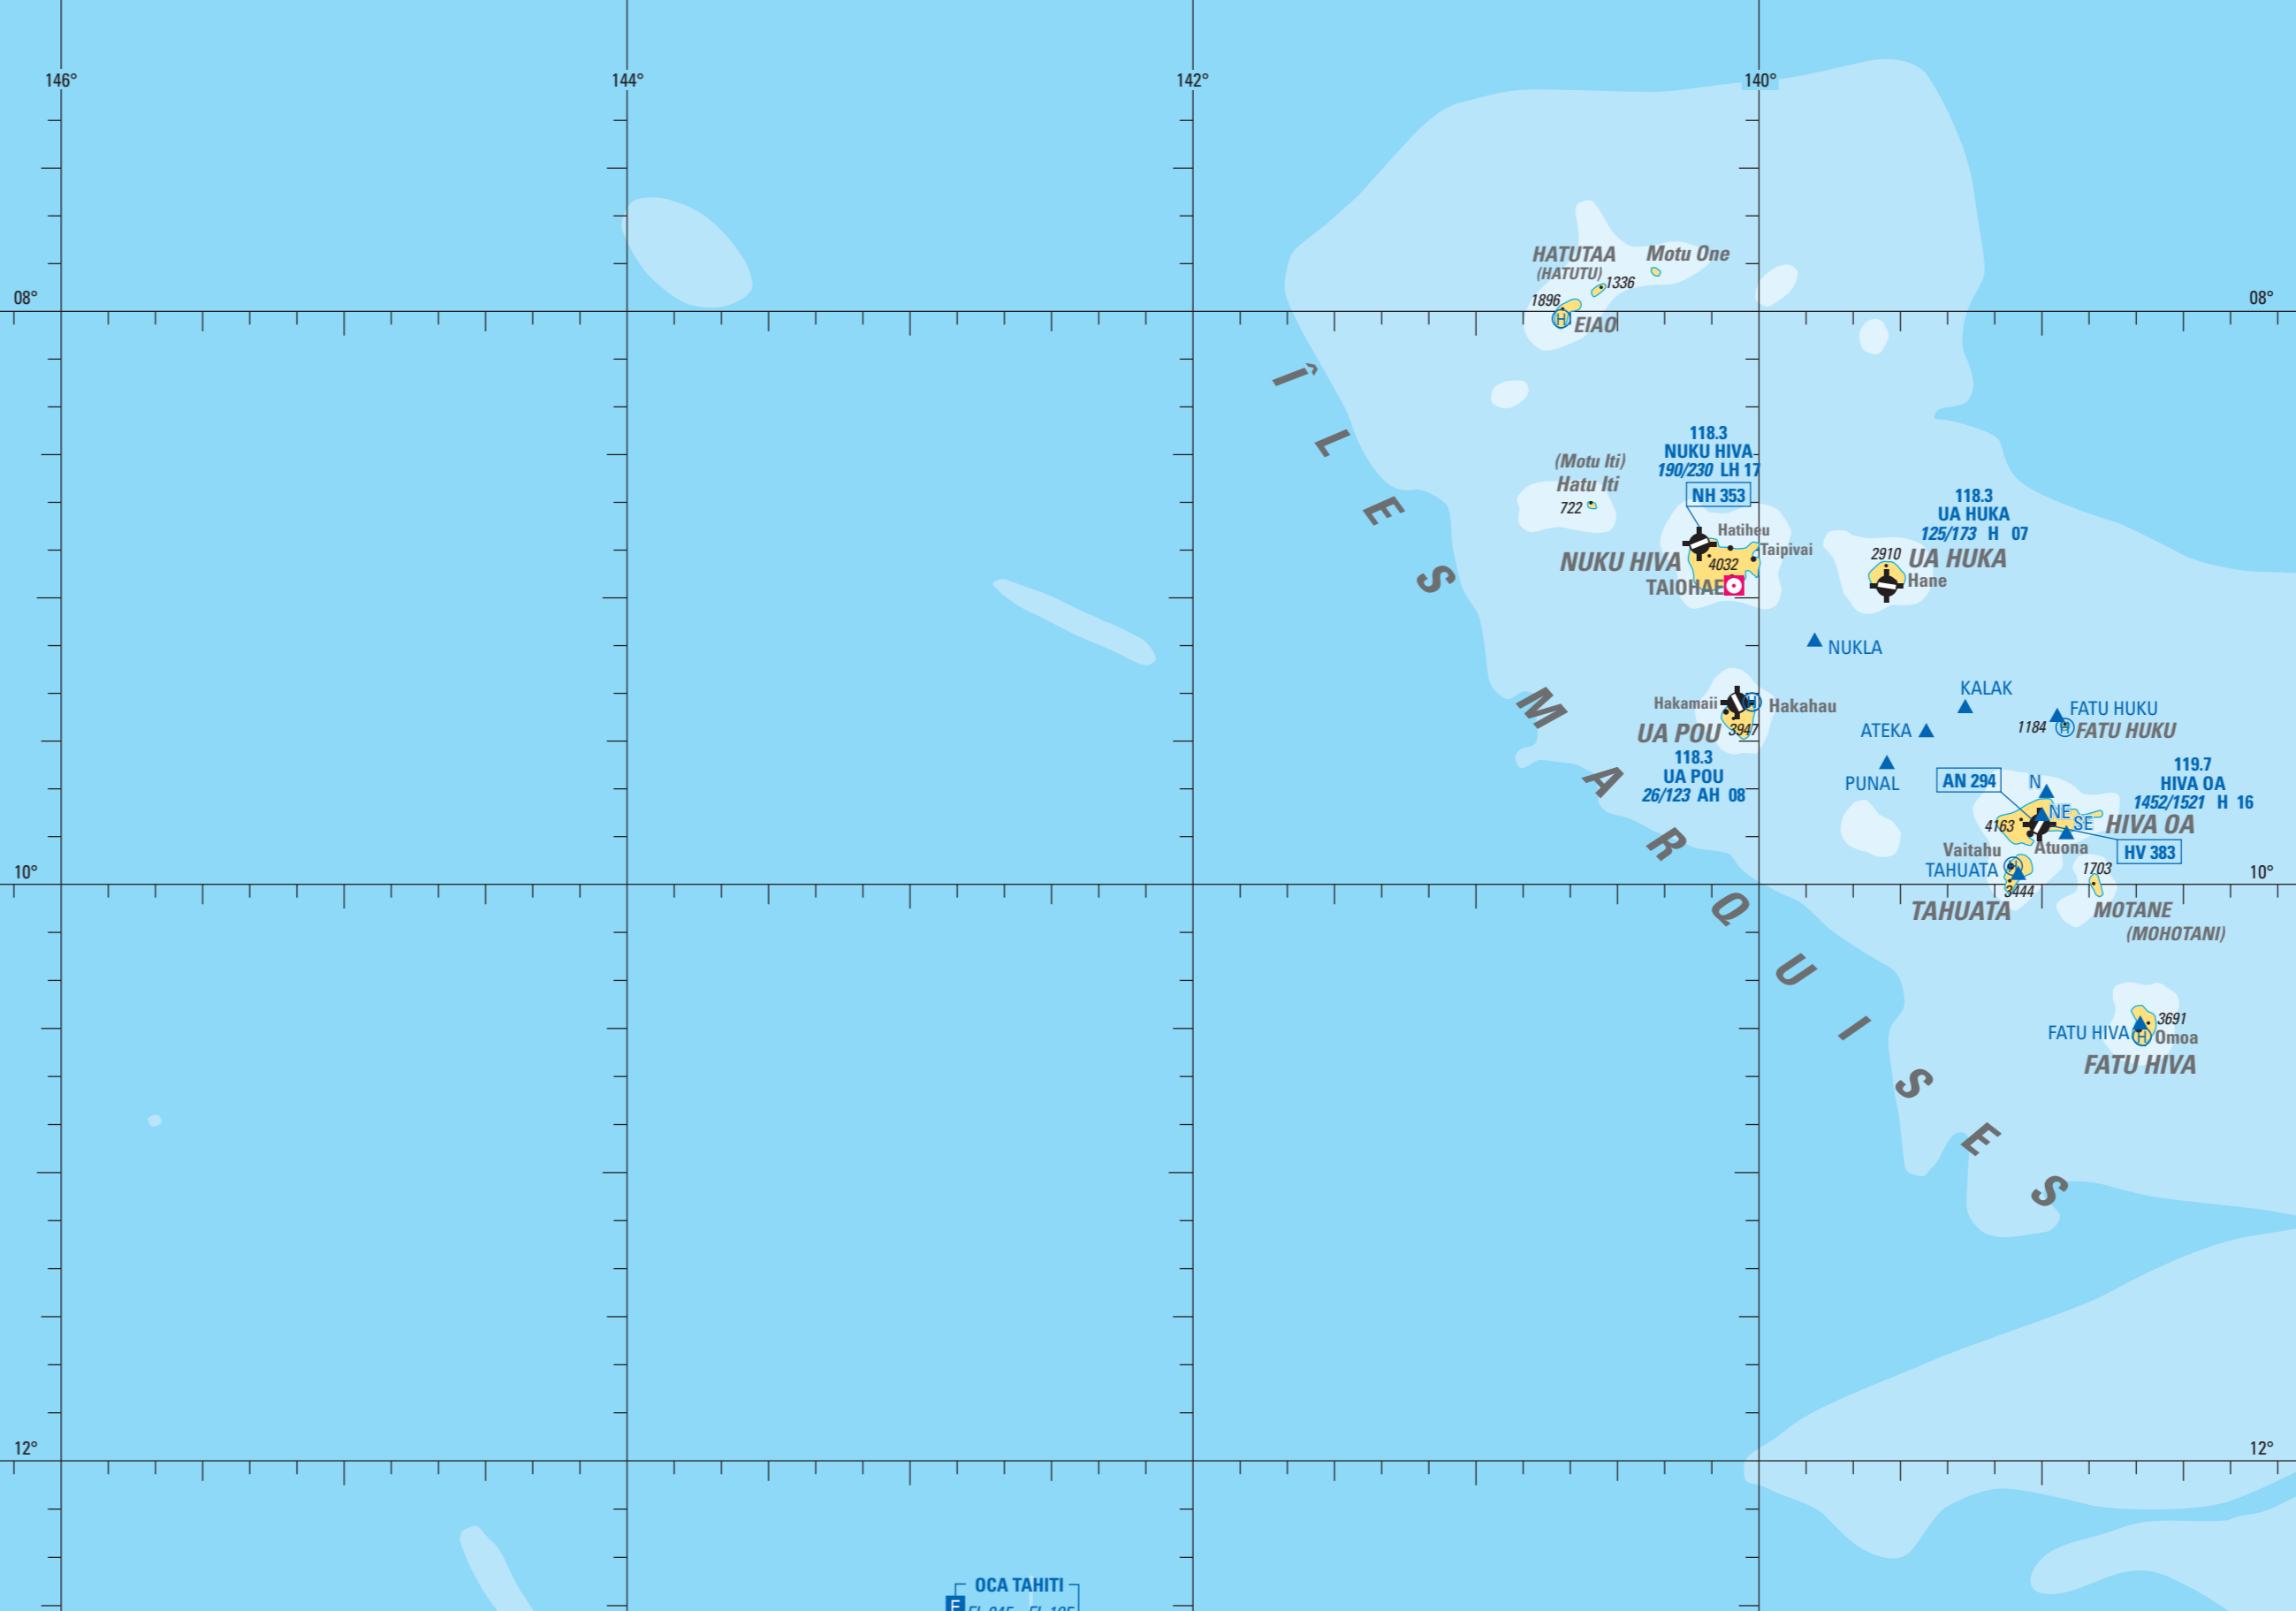 146°
144°
142°
140°
HATUTAA
(HATUTU)
Motu One
1336
1896
EIAO
08°
08°
ÎLES MARQUISES
118.3
NUKU HIVA
190/230 LH 17
NH 353
(Motu Iti)
Hatu Iti
722
Hatiheu
Taipivai
NUKU HIVA
4032
TAIOHAE
118.3
UA HUKA
125/173 H 07
2910
UA HUKA
Hane
NUKLA
KALAK
Hakamaii
H
Hakahau
UA POU
3947
118.3
UA POU
26/123 AH 08
ATEKA
FATU HUKU
1184
H
FATU HUKU
PUNAL
AN 294
N
119.7
HIVA OA
1452/1521 H 16
NE
SE
4163
HIVA OA
Atuona
HV 383
Vaitahu
TAHUATA
H
3444
1703
10°
10°
TAHUATA
MOTANE
(MOHOTANI)
3691
FATU HIVA
H
Omoa
FATU HIVA
12°
12°
OCA TAHITI
E
H